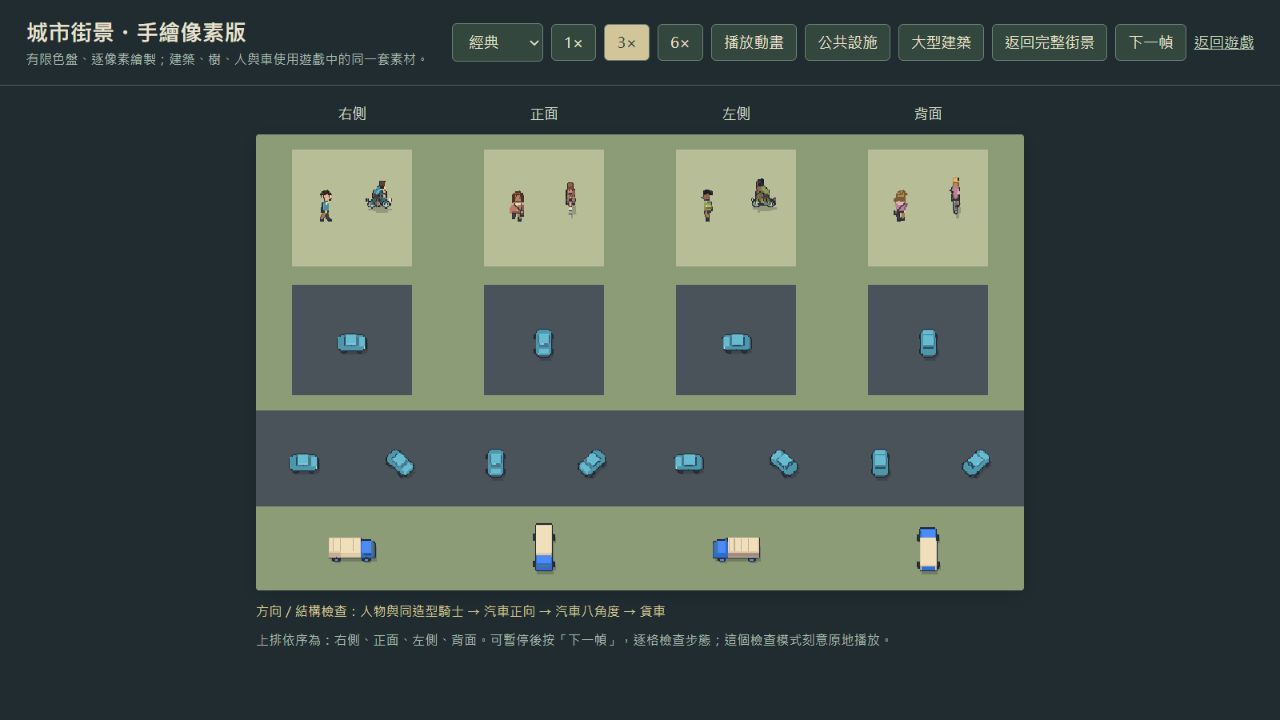 城市街景・手繪像素版
有限色盤、逐像素繪製；建築、樹、人與車使用遊戲中的同一套素材。
經典 1× 3× 6× 播放動畫 公共設施 大型建築 返回完整街景 下一幀 返回遊戲
右側 正面 左側 背面
方向 / 結構檢查：人物與同造型騎士 → 汽車正向 → 汽車八角度 → 貨車
上排依序為：右側、正面、左側、背面。可暫停後按「下一幀」，逐格檢查步態；這個檢查模式刻意原地播放。